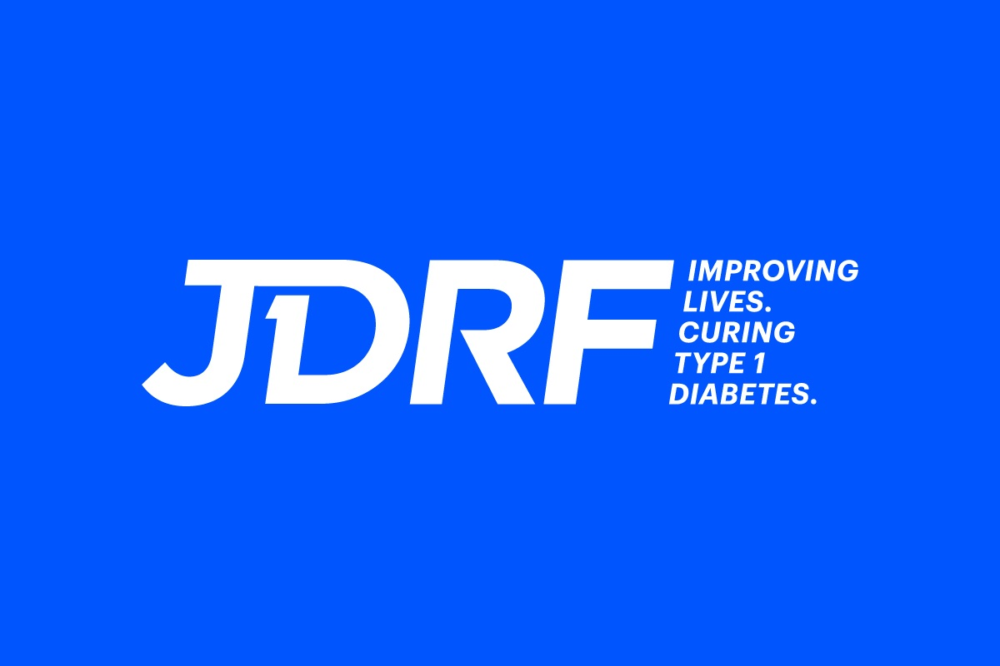 JDRF
IMPROVING
LIVES.
CURING
TYPE 1
DIABETES.